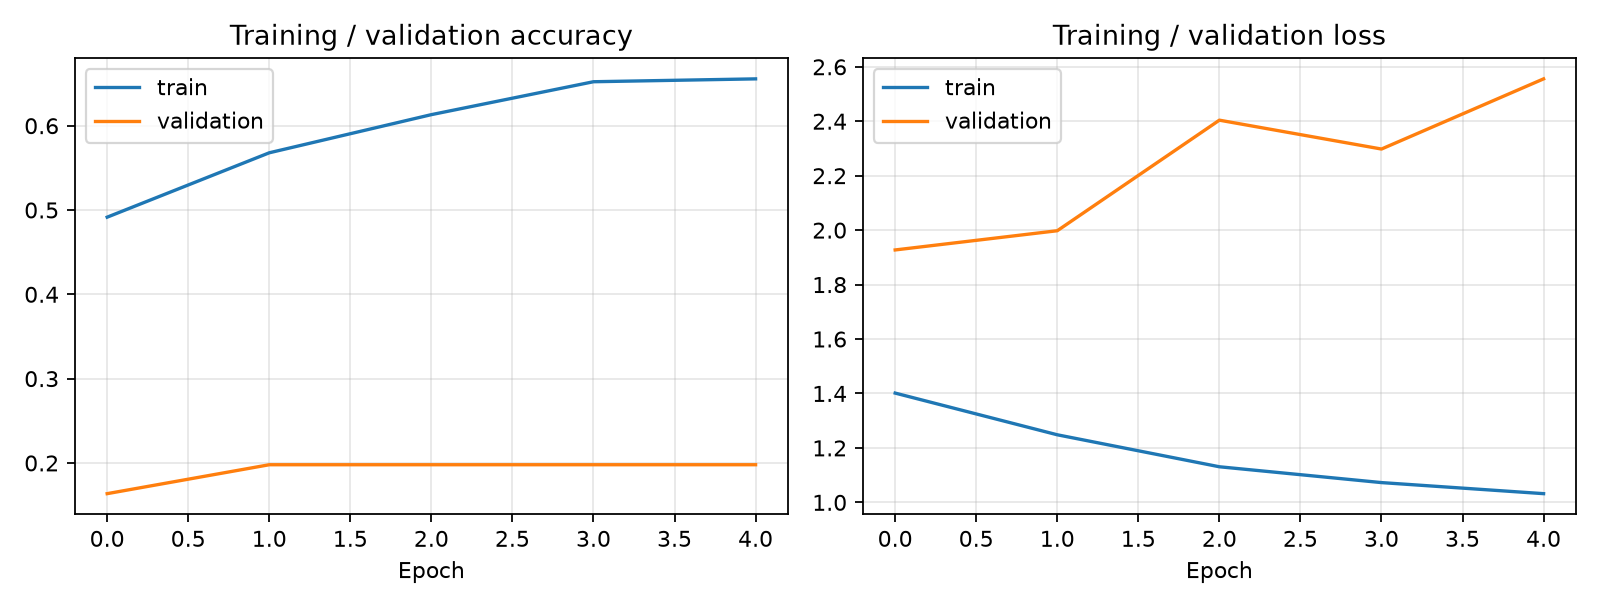 Training / validation accuracy
train
validation
0.6
0.5
0.4
0.3
0.2
0.0 0.5 1.0 1.5 2.0 2.5 3.0 3.5 4.0
Epoch
Training / validation loss
train
validation
2.6
2.4
2.2
2.0
1.8
1.6
1.4
1.2
1.0
0.0 0.5 1.0 1.5 2.0 2.5 3.0 3.5 4.0
Epoch